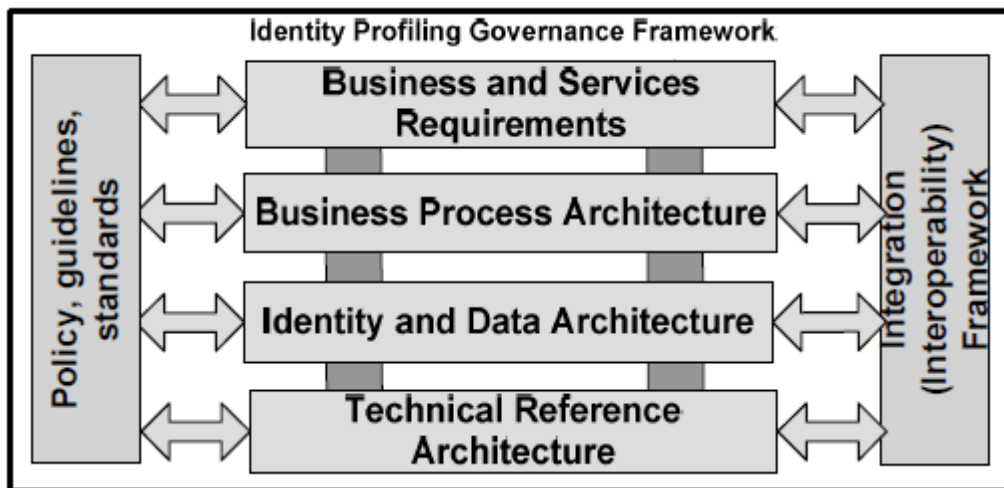 Identity Profiling Governance Framework
Policy, guidelines,
standards
Business and Services
Requirements
Business Process Architecture
Identity and Data Architecture
Technical Reference
Architecture
Integration
(Interoperability)
Framework